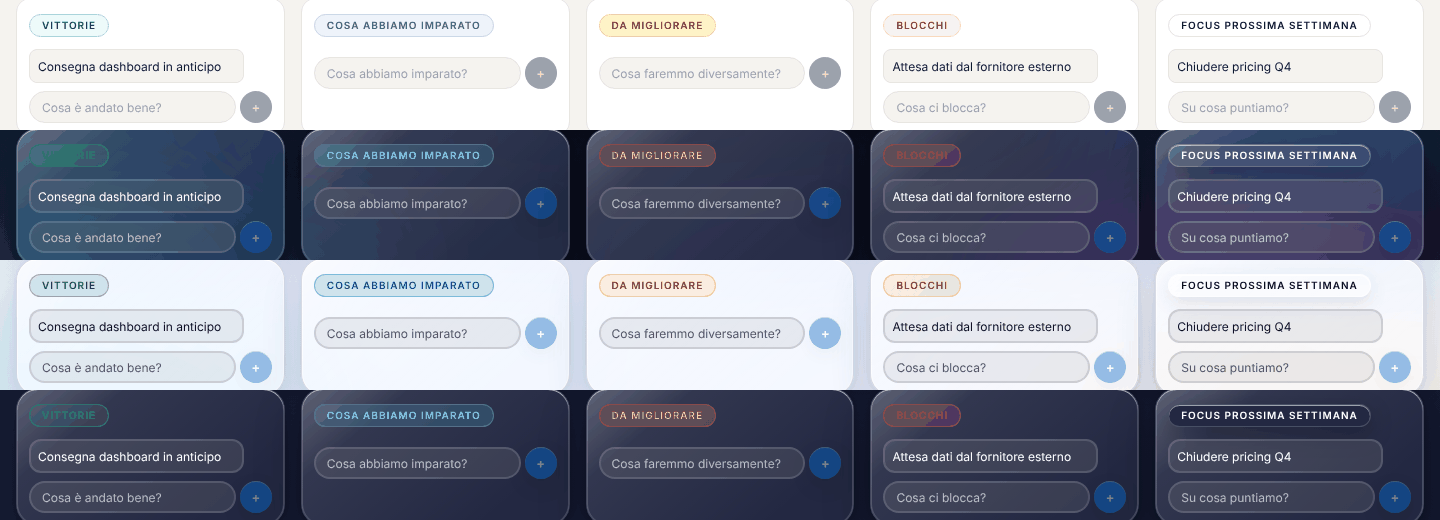 VITTORIE
COSA ABBIAMO IMPARATO
DA MIGLIORARE
BLOCCHI
FOCUS PROSSIMA SETTIMANA
Consegna dashboard in anticipo
Cosa abbiamo imparato?
+
Cosa faremmo diversamente?
+
Attesa dati dal fornitore esterno
Chiudere pricing Q4
Cosa è andato bene?
+
Cosa ci blocca?
+
Su cosa puntiamo?
+
VITTORIE
COSA ABBIAMO IMPARATO
DA MIGLIORARE
BLOCCHI
FOCUS PROSSIMA SETTIMANA
Consegna dashboard in anticipo
Cosa abbiamo imparato?
+
Cosa faremmo diversamente?
+
Attesa dati dal fornitore esterno
Chiudere pricing Q4
Cosa è andato bene?
+
Cosa ci blocca?
+
Su cosa puntiamo?
+
VITTORIE
COSA ABBIAMO IMPARATO
DA MIGLIORARE
BLOCCHI
FOCUS PROSSIMA SETTIMANA
Consegna dashboard in anticipo
Cosa abbiamo imparato?
+
Cosa faremmo diversamente?
+
Attesa dati dal fornitore esterno
Chiudere pricing Q4
Cosa è andato bene?
+
Cosa ci blocca?
+
Su cosa puntiamo?
+
VITTORIE
COSA ABBIAMO IMPARATO
DA MIGLIORARE
BLOCCHI
FOCUS PROSSIMA SETTIMANA
Consegna dashboard in anticipo
Cosa abbiamo imparato?
+
Cosa faremmo diversamente?
+
Attesa dati dal fornitore esterno
Chiudere pricing Q4
Cosa è andato bene?
+
Cosa ci blocca?
+
Su cosa puntiamo?
+